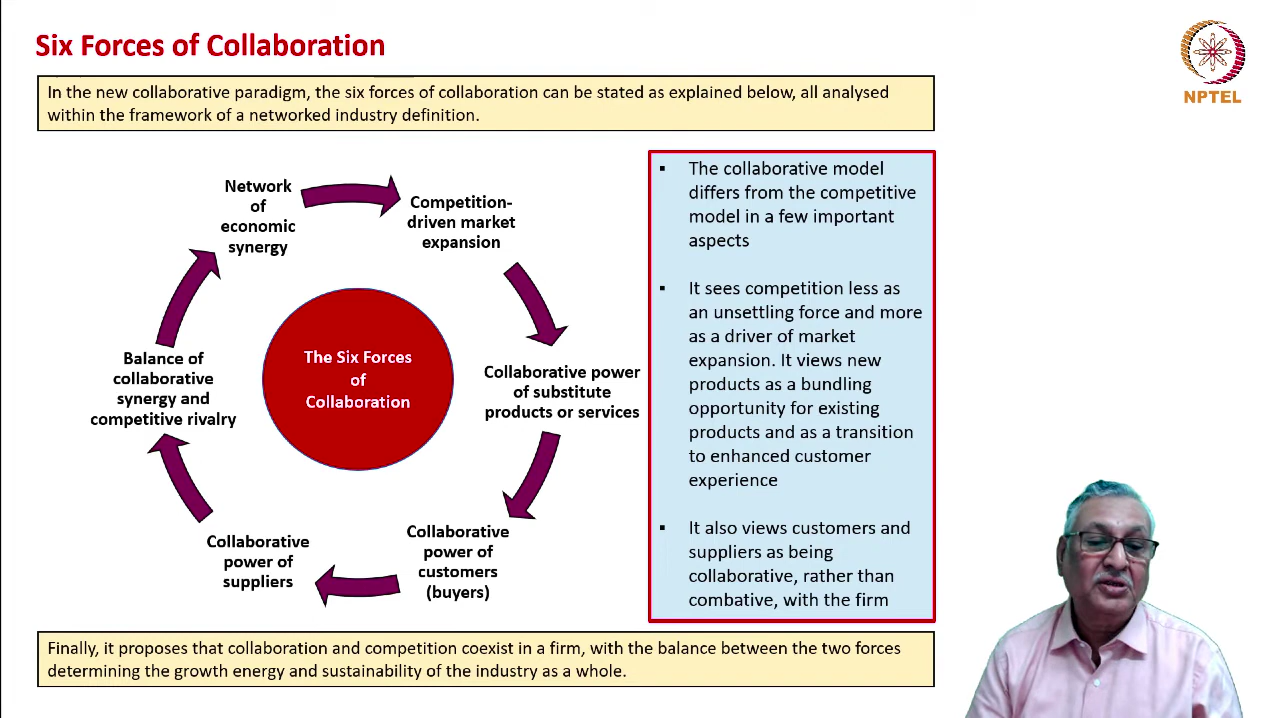 Six Forces of Collaboration
NPTEL
In the new collaborative paradigm, the six forces of collaboration can be stated as explained below, all analysed
within the framework of a networked industry definition.
Network
of
economic
synergy
Competition-
driven market
expansion
Collaborative power
of substitute
products or services
Collaborative
power of
customers
(buyers)
Collaborative
power of
suppliers
Balance of
collaborative
synergy and
competitive rivalry
The Six Forces
of
Collaboration
▪ The collaborative model
differs from the competitive
model in a few important
aspects
▪ It sees competition less as
an unsettling force and more
as a driver of market
expansion. It views new
products as a bundling
opportunity for existing
products and as a transition
to enhanced customer
experience
▪ It also views customers and
suppliers as being
collaborative, rather than
combative, with the firm
Finally, it proposes that collaboration and competition coexist in a firm, with the balance between the two forces
determining the growth energy and sustainability of the industry as a whole.